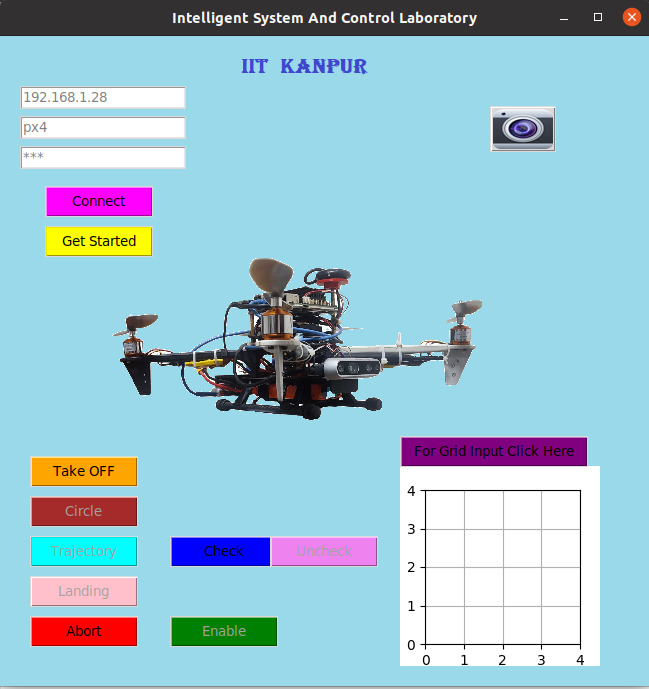 Intelligent System And Control Laboratory
IIT KANPUR
192.168.1.28
px4
***
Connect
Get Started
For Grid Input Click Here
Take OFF
Circle
Trajectory
Check
Uncheck
Landing
Abort
Enable
4
3
2
1
0
0 1 2 3 4